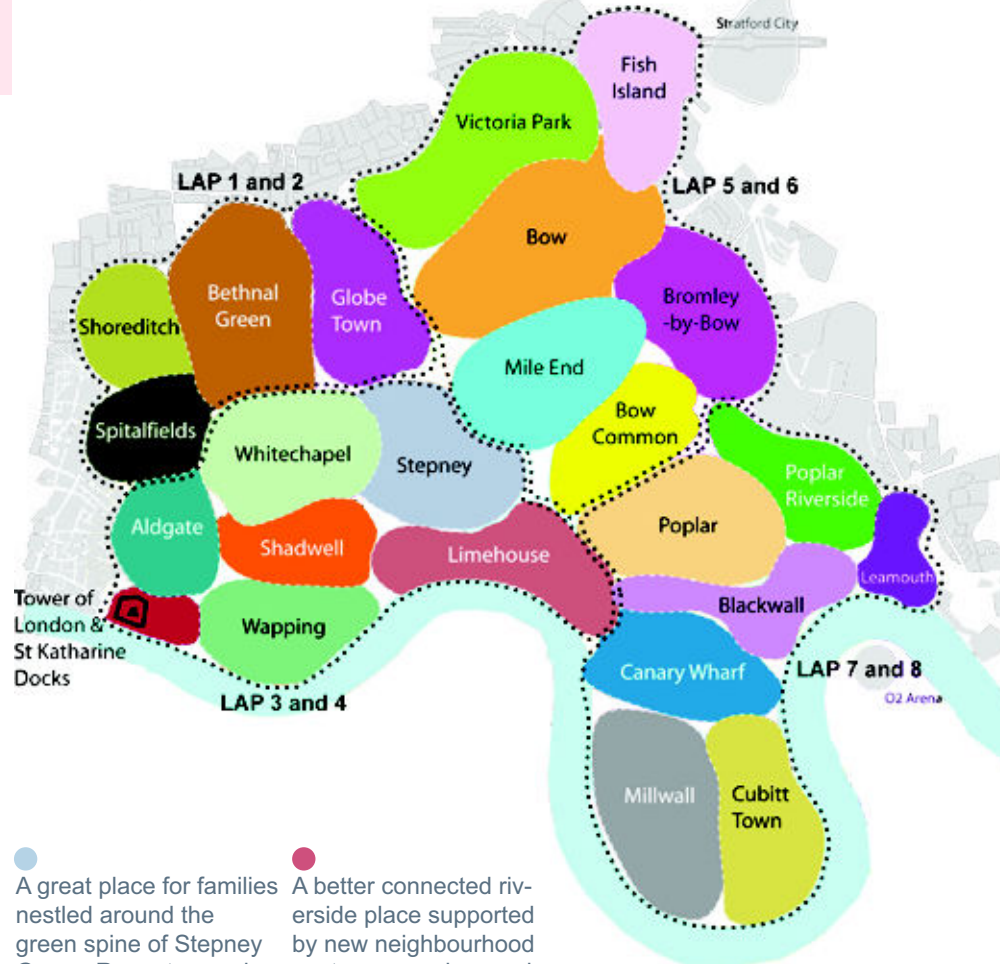 Stratford City
Fish
Island
Victoria Park
LAP 1 and 2
LAP 5 and 6
Bow
Bethnal
Green
Globe
Town
Bromley
-by-Bow
Shoreditch
Mile End
Bow
Common
Spitalfields
Whitechapel
Stepney
Poplar
Riverside
Aldgate
Shadwell
Limehouse
Poplar
Leamouth
Tower of
London &
St Katharine
Docks
Wapping
Blackwall
Canary Wharf
LAP 7 and 8
O2 Arena
LAP 3 and 4
Millwall
Cubitt
Town
A great place for families
nestled around the
green spine of Stepney
A better connected riv-
erside place supported
by new neighbourhood